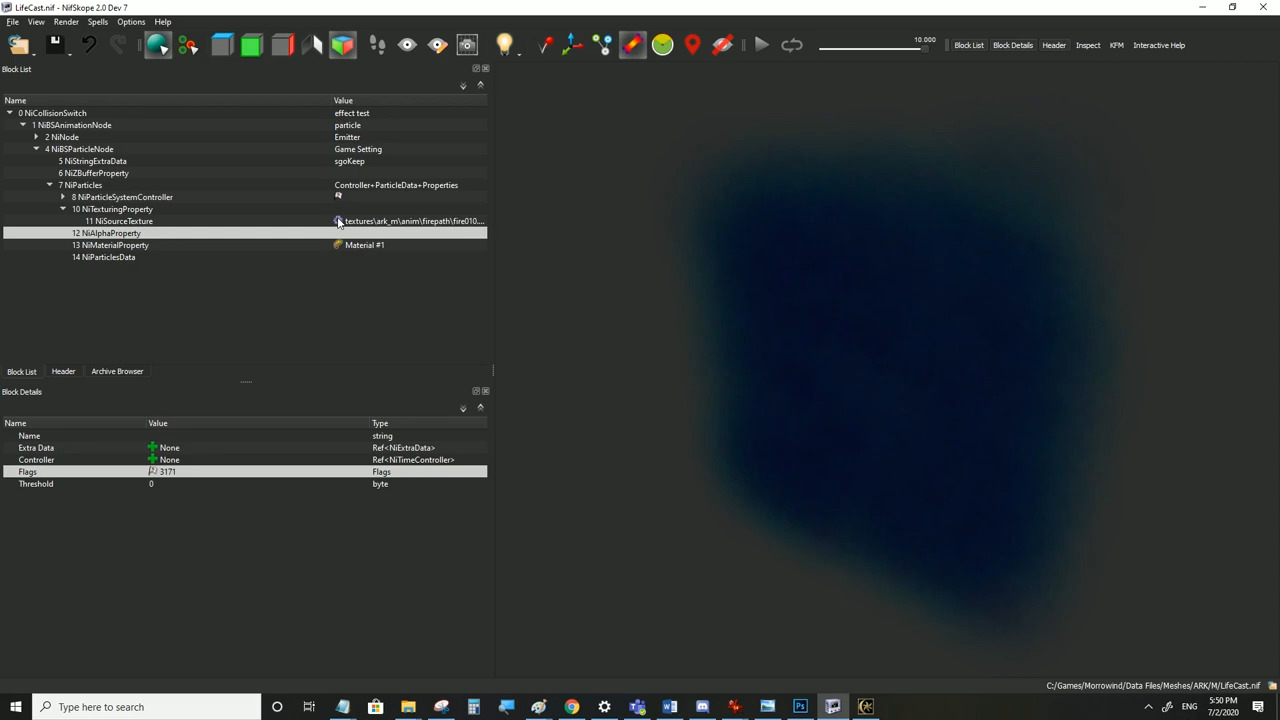 LifeCast.nif - NifSkope 2.0 Dev 7
File View Render Spells Options Help
10.000
Block List Block Details Header Inspect KFM Interactive Help
Block List
Name Value
0 NiCollisionSwitch effect test
1 NiBSAnimationNode particle
2 NiNode Emitter
4 NiBSParticleNode Game Setting
5 NiStringExtraData sgoKeep
6 NiZBufferProperty
7 NiParticles Controller+ParticleData+Properties
8 NiParticleSystemController
10 NiTexturingProperty
11 NiSourceTexture textures\ark_m\anim\firepath\fire010....
12 NiAlphaProperty
13 NiMaterialProperty Material #1
14 NiParticlesData
Block List Header Archive Browser
Block Details
Name Value Type
Name string
Extra Data None Ref<NiExtraData>
Controller None Ref<NiTimeController>
Flags 3171 Flags
Threshold 0 byte
C:/Games/Morrowind/Data Files/Meshes/ARK/M/LifeCast.nif
Type here to search
ENG
5:50 PM
7/2/2020